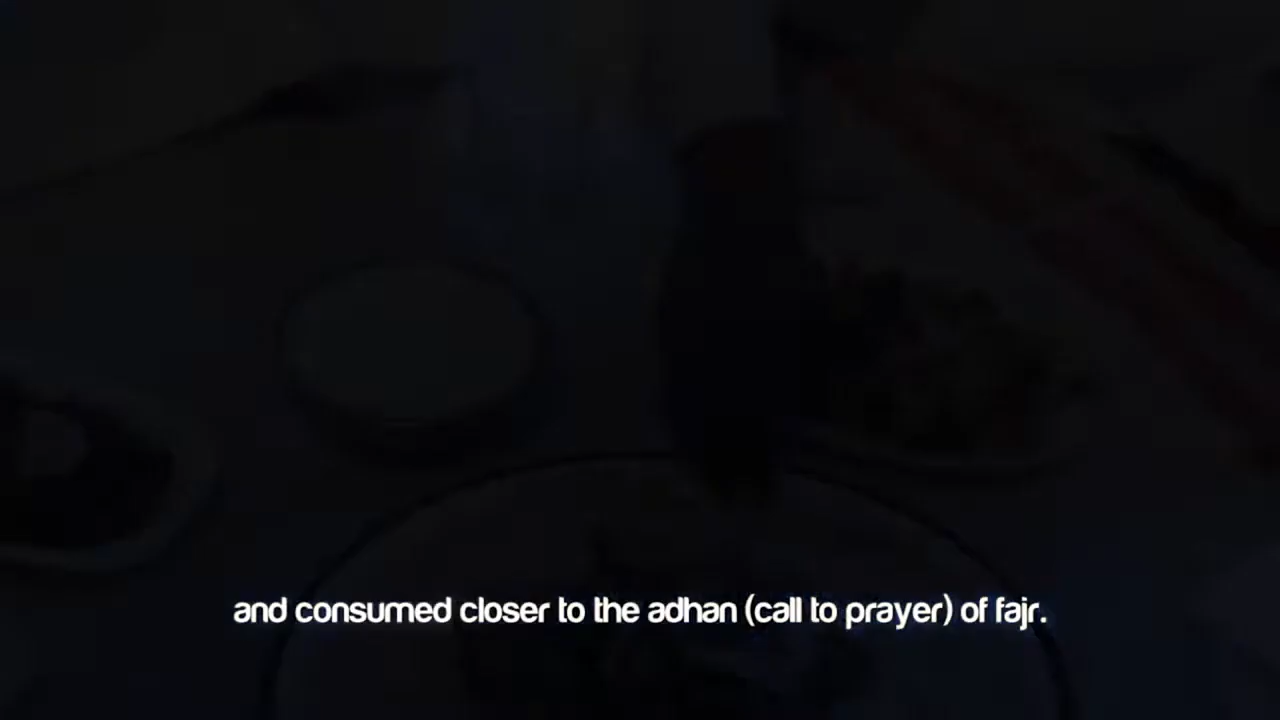 and consumed closer to the adhan (call to prayer) of fajr.